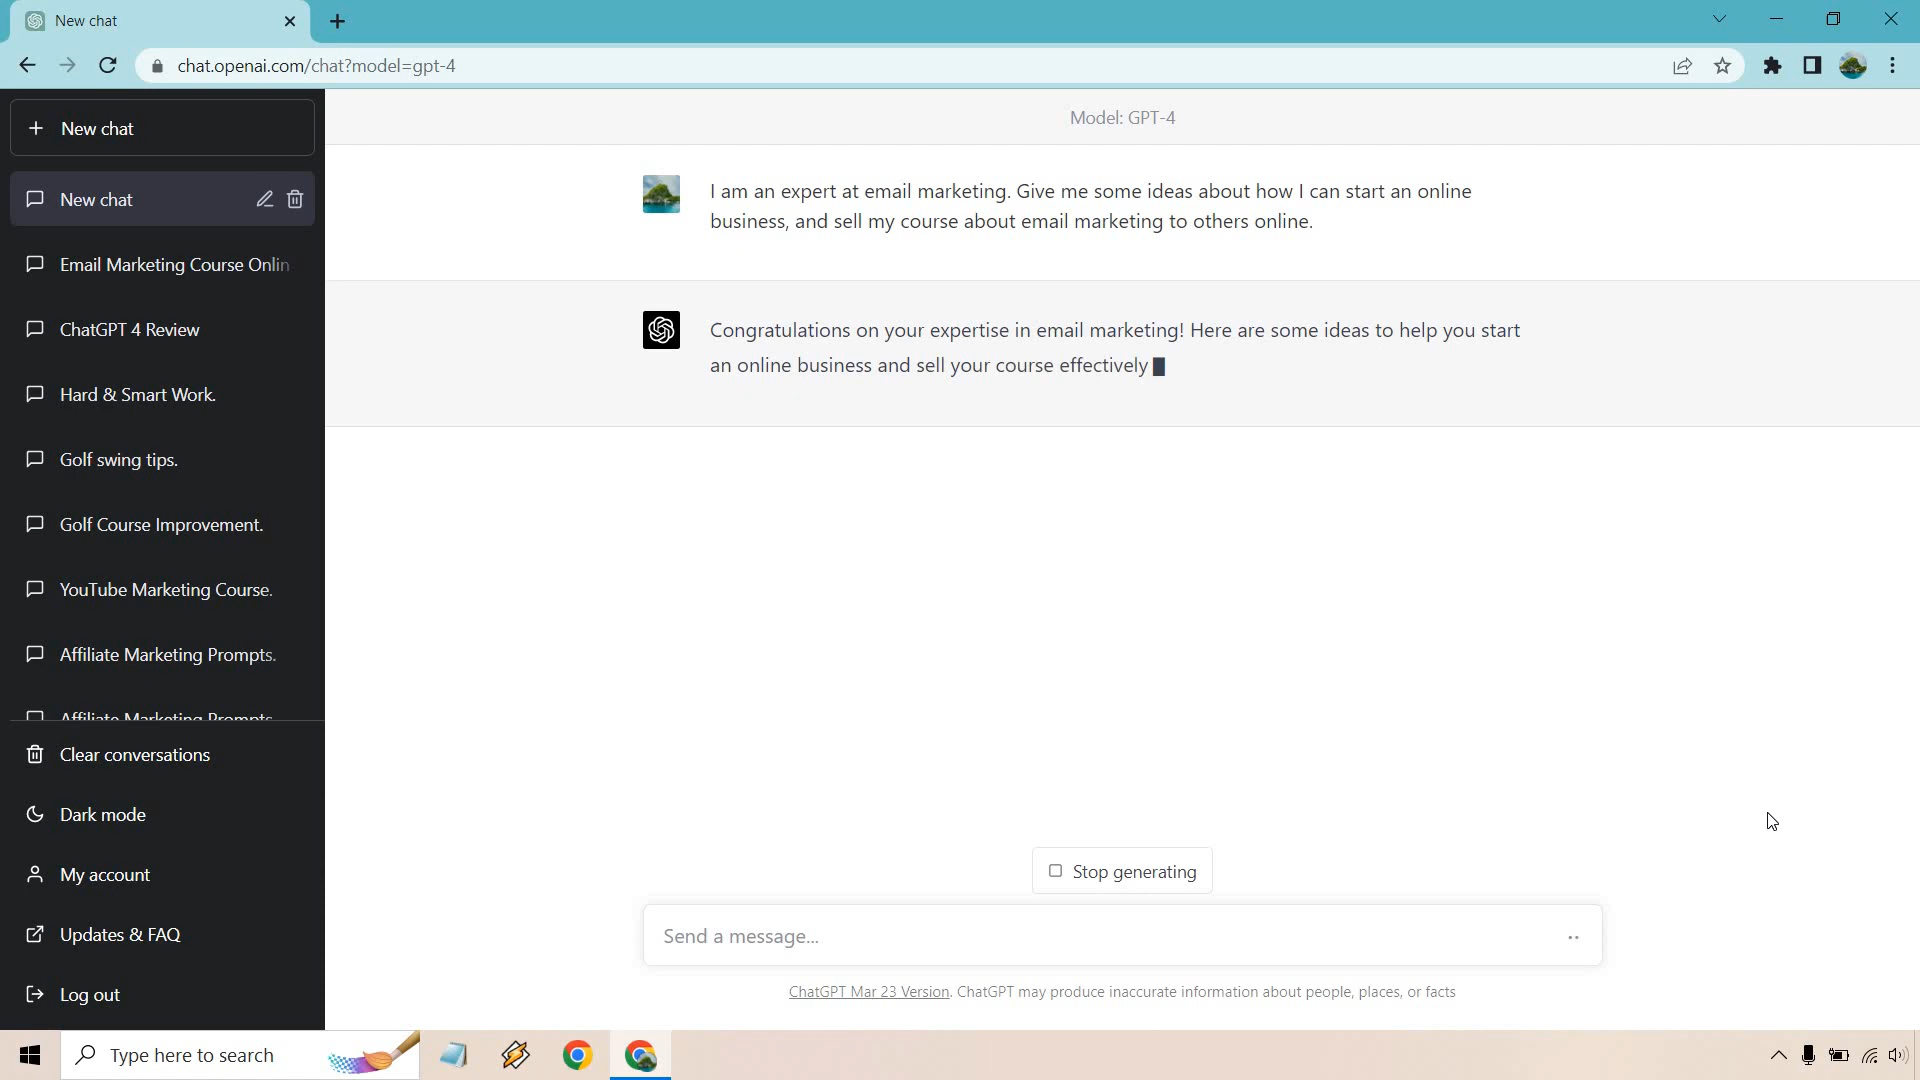 New chat
chat.openai.com/chat?model=gpt-4
New chat
New chat
Email Marketing Course Onlin
ChatGPT 4 Review
Hard & Smart Work.
Golf swing tips.
Golf Course Improvement.
YouTube Marketing Course.
Affiliate Marketing Prompts.
Affiliate Marketing Prompts.
Clear conversations
Dark mode
My account
Updates & FAQ
Log out
Model: GPT-4
I am an expert at email marketing. Give me some ideas about how I can start an online
business, and sell my course about email marketing to others online.
Congratulations on your expertise in email marketing! Here are some ideas to help you start
an online business and sell your course effectively
Stop generating
Send a message...
ChatGPT Mar 23 Version. ChatGPT may produce inaccurate information about people, places, or facts
Type here to search